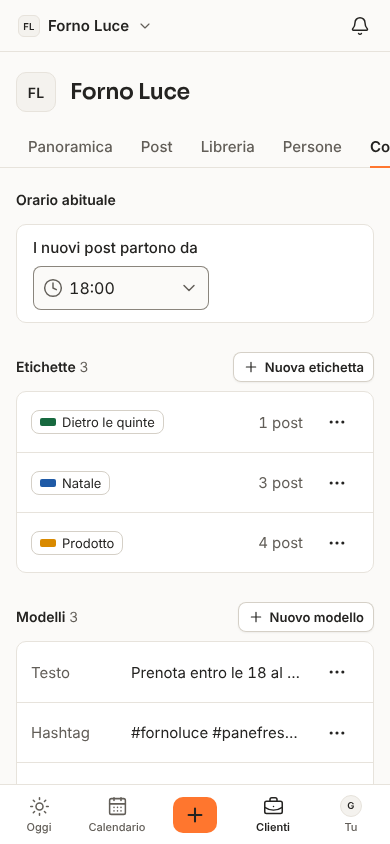 FL Forno Luce
FL Forno Luce
Panoramica Post Libreria Persone Co
Orario abituale
I nuovi post partono da
18:00
Etichette 3 Nuova etichetta
Dietro le quinte 1 post
Natale 3 post
Prodotto 4 post
Modelli 3 Nuovo modello
Testo Prenota entro le 18 al ...
Hashtag #fornoluce #panefres...
Oggi Calendario Clienti G Tu